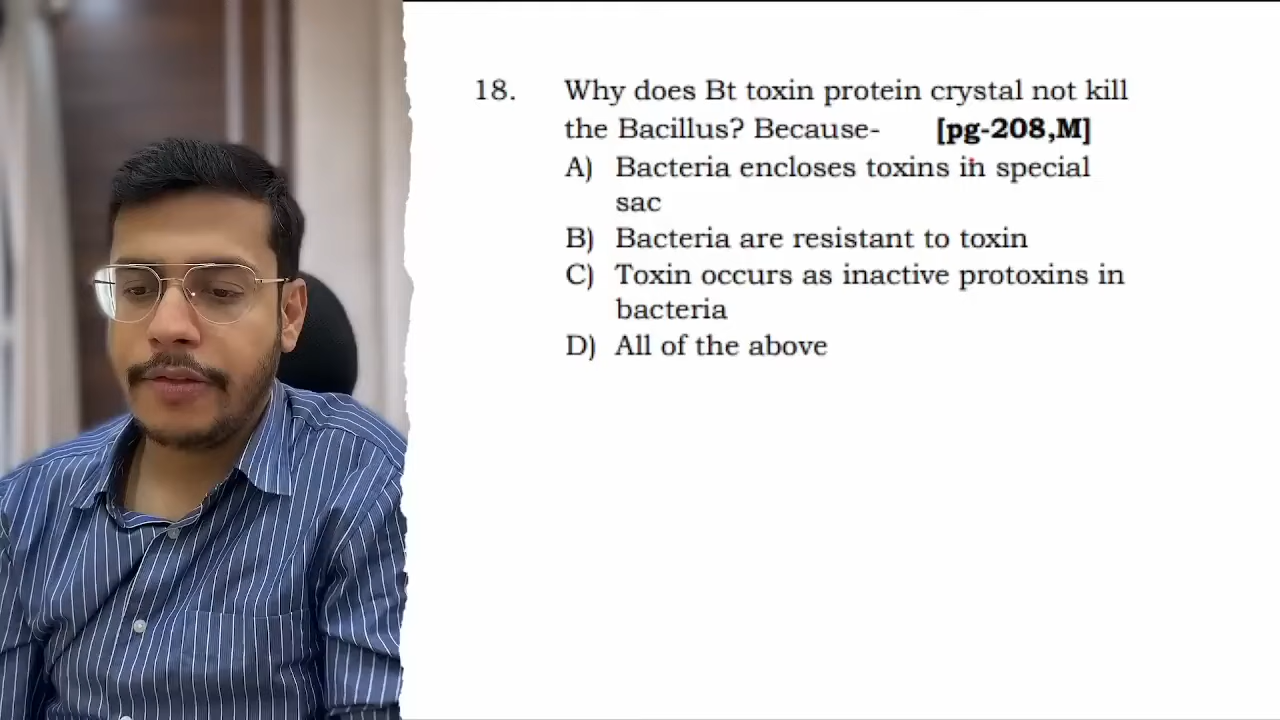 18. Why does Bt toxin protein crystal not kill
the Bacillus? Because- [pg-208,M]
A) Bacteria encloses toxins in special
sac
B) Bacteria are resistant to toxin
C) Toxin occurs as inactive protoxins in
bacteria
D) All of the above